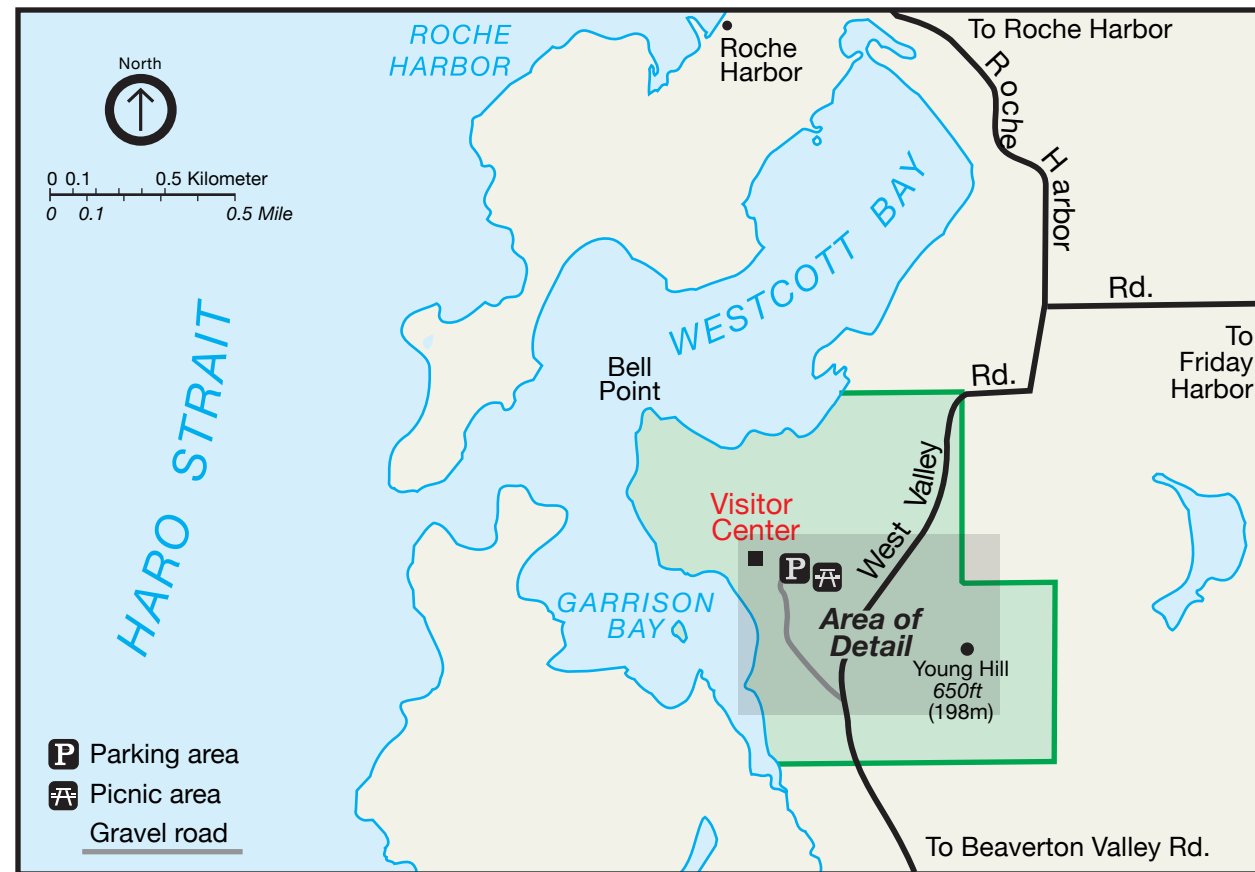 ROCHE
HARBOR
Roche
Harbor
To Roche Harbor
North
0 0.1 0.5 Kilometer
0 0.1 0.5 Mile
Roche
Harbor
Rd.
WESTCOTT BAY
To
Friday
Harbor
Bell
Point
Rd.
HARO STRAIT
West Valley
Visitor
Center
P
GARRISON
BAY
Area of
Detail
Young Hill
650ft
(198m)
P Parking area
Picnic area
Gravel road
To Beaverton Valley Rd.